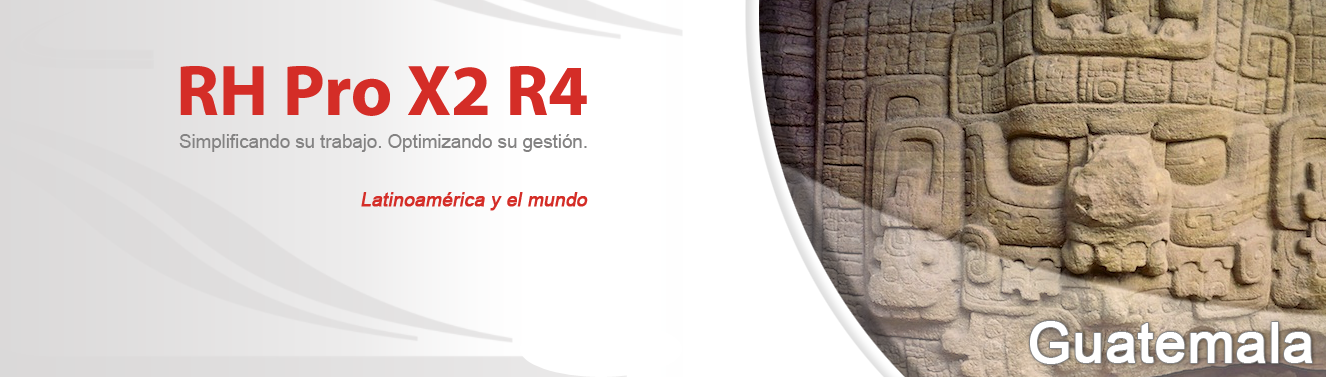 RH Pro X2 R4
Simplificando su trabajo. Optimizando su gestión.
Latinoamérica y el mundo
Guatemala